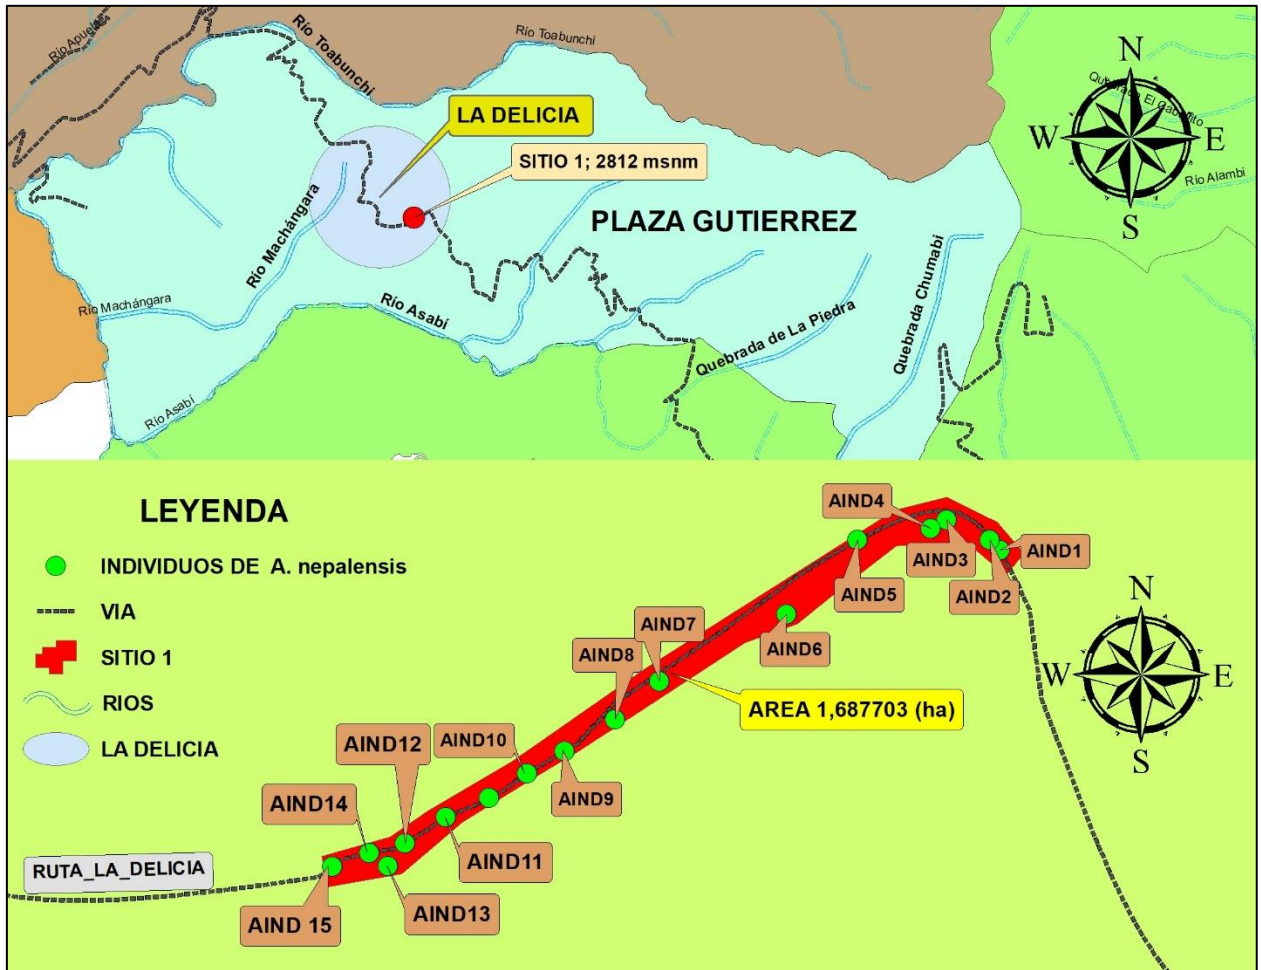 Río Apuela
Río Toabunchi
Río Toabunchi
N
Quebrada El Gabelito
LA DELICIA
W
E
SITIO 1; 2812 msnm
Río Alambi
PLAZA GUTIERREZ
S
Río Machángara
Río Machángara
Río Asabí
Quebrada Chumabi
Quebrada de La Piedra
Río Asabí
LEYENDA
INDIVIDUOS DE A. nepalensis
VIA
SITIO 1
RIOS
LA DELICIA
AIND4
AIND3
AIND1
AIND2
AIND5
N
AIND7
AIND6
AIND8
W
E
AREA 1,687703 (ha)
AIND12
AIND10
S
AIND9
AIND14
AIND11
RUTA_LA_DELICIA
AIND 15
AIND13